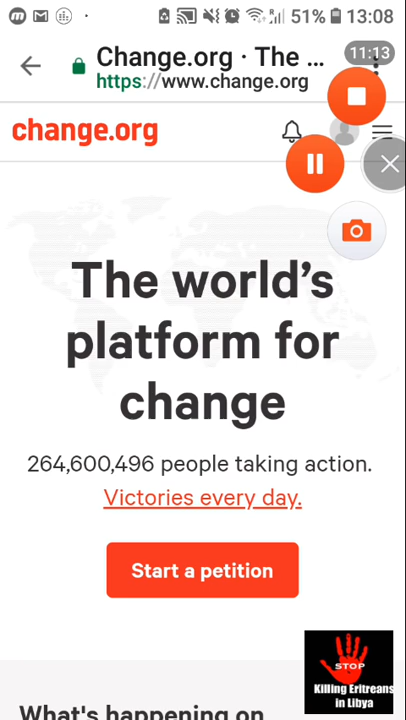 51% 13:08
Change.org · The ...
11:13
https://www.change.org
change.org
The world's
platform for
change
264,600,496 people taking action.
Victories every day.
Start a petition
STOP
Killing Eritreans
in Libya
What's happening on